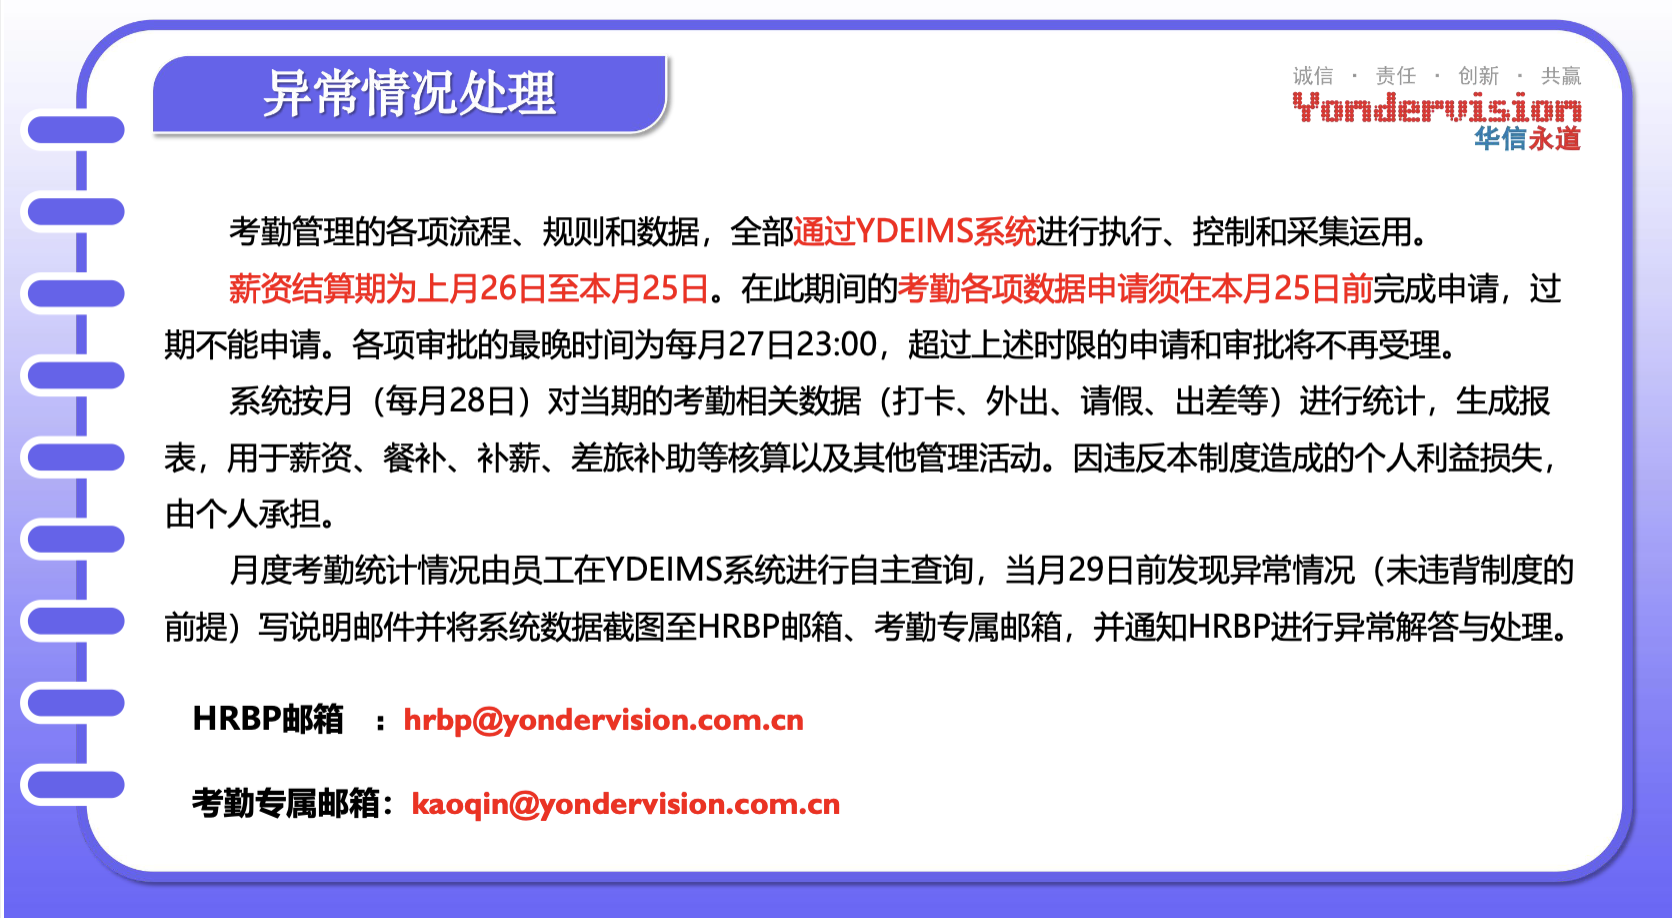 异常情况处理
诚信 · 责任 · 创新 · 共赢
Yondervision
华信永道
考勤管理的各项流程、规则和数据，全部通过YDEIMS系统进行执行、控制和采集运用。
薪资结算期为上月26日至本月25日。在此期间的考勤各项数据申请须在本月25日前完成申请，过
期不能申请。各项审批的最晚时间为每月27日23:00，超过上述时限的申请和审批将不再受理。
系统按月（每月28日）对当期的考勤相关数据（打卡、外出、请假、出差等）进行统计，生成报
表，用于薪资、餐补、补薪、差旅补助等核算以及其他管理活动。因违反本制度造成的个人利益损失，
由个人承担。
月度考勤统计情况由员工在YDEIMS系统进行自主查询，当月29日前发现异常情况（未违背制度的
前提）写说明邮件并将系统数据截图至HRBP邮箱、考勤专属邮箱，并通知HRBP进行异常解答与处理。
HRBP邮箱 ：hrbp@yondervision.com.cn
考勤专属邮箱：kaoqin@yondervision.com.cn